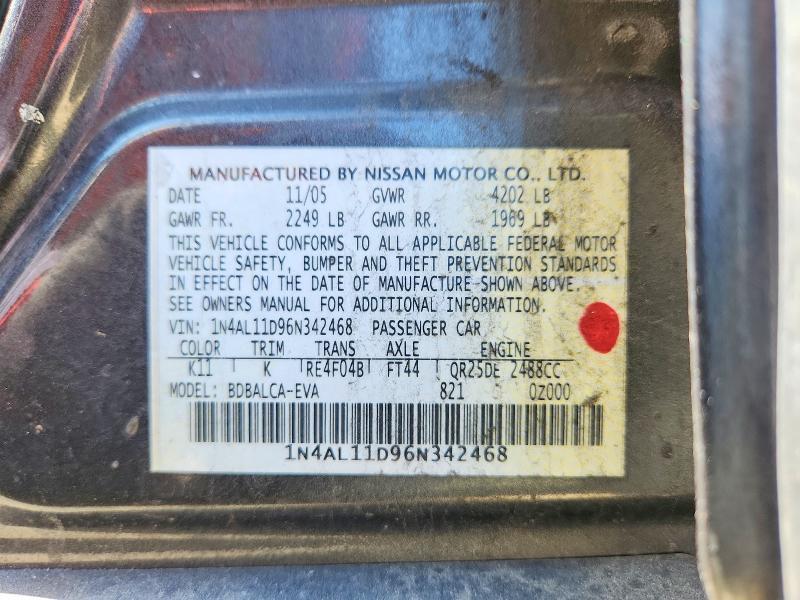 MANUFACTURED BY NISSAN MOTOR CO., LTD.
DATE 11/05 GVWR 4202 LB
GAWR FR. 2249 LB GAWR RR. 1969 LB
THIS VEHICLE CONFORMS TO ALL APPLICABLE FEDERAL MOTOR
VEHICLE SAFETY, BUMPER AND THEFT PREVENTION STANDARDS
IN EFFECT ON THE DATE OF MANUFACTURE SHOWN ABOVE.
SEE OWNERS MANUAL FOR ADDITIONAL INFORMATION.
VIN: 1N4AL11D96N342468 PASSENGER CAR
COLOR TRIM TRANS AXLE ENGINE
K11 K RE4F04B FT44 QR25DE 2488CC
MODEL: BDBALCA-EVA 821 0Z000
1N4AL11D96N342468